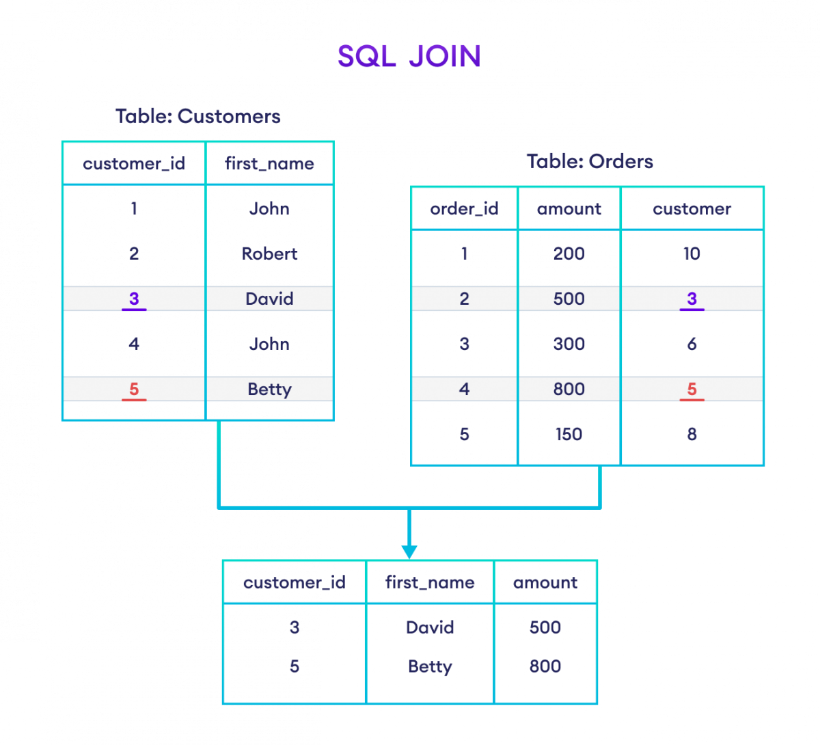 SQL JOIN
Table: Customers
customer_id first_name
1 John
2 Robert
3 David
4 John
5 Betty
Table: Orders
order_id amount customer
1 200 10
2 500 3
3 300 6
4 800 5
5 150 8
customer_id first_name amount
3 David 500
5 Betty 800